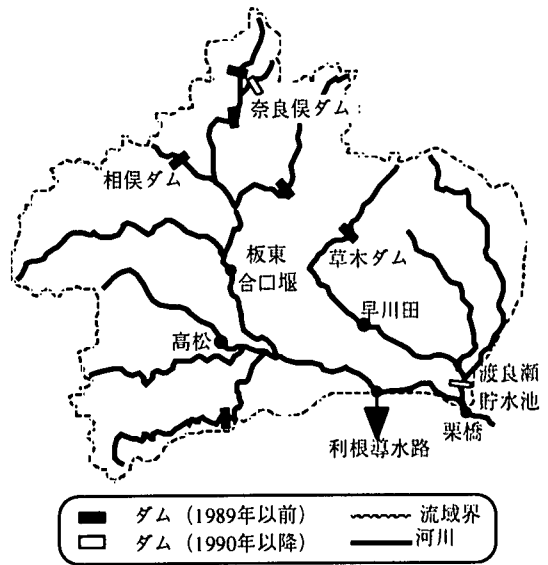 奈良俣ダム
相俣ダム
板東
合口堰
草木ダム
早川田
高松
渡良瀬
貯水池
栗橋
利根導水路
ダム（1989年以前）
流域界
ダム（1990年以降）
河川